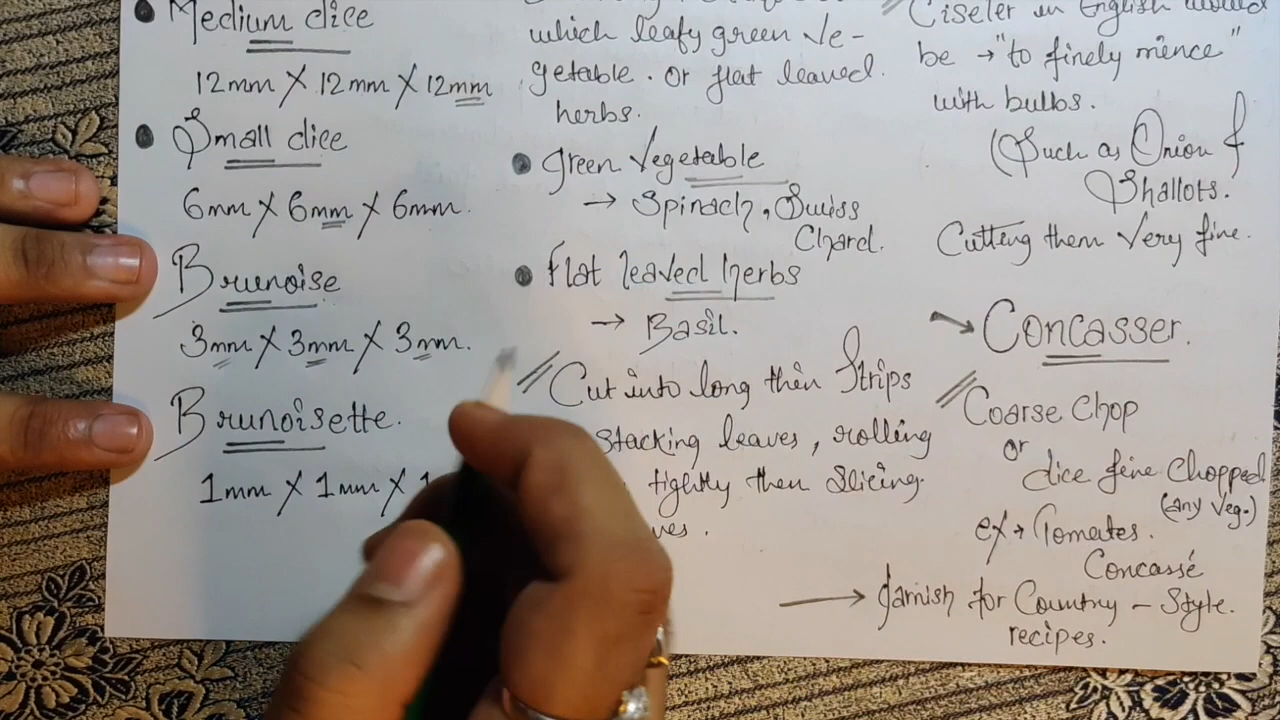 Medium dice
12mm X 12mm X 12mm
Small dice
6mm X 6mm X 6mm.
Brunoise
3mm X 3mm X 3mm.
Brunoisette.
1mm X 1mm X 1
which leafy green ve-
getable. or flat leaved.
herbs.
green Vegetable
→ Spinach, Swiss
Chard.
Flat leaved herbs
→ Basil.
Cut into long thin Strips
stacking leaves, rolling
tightly then Slicing
ves.
Ciseler in English would
be → "to finely mence"
with bulbs.
(Such as Onion &
Shallots.
Cutting them Very fine.
→ Concasser.
Coarse Chop
or
dice fine Chopped
(any Veg.)
ex → Tomates.
Concassé
→ garnish for Country - Style.
recipes.